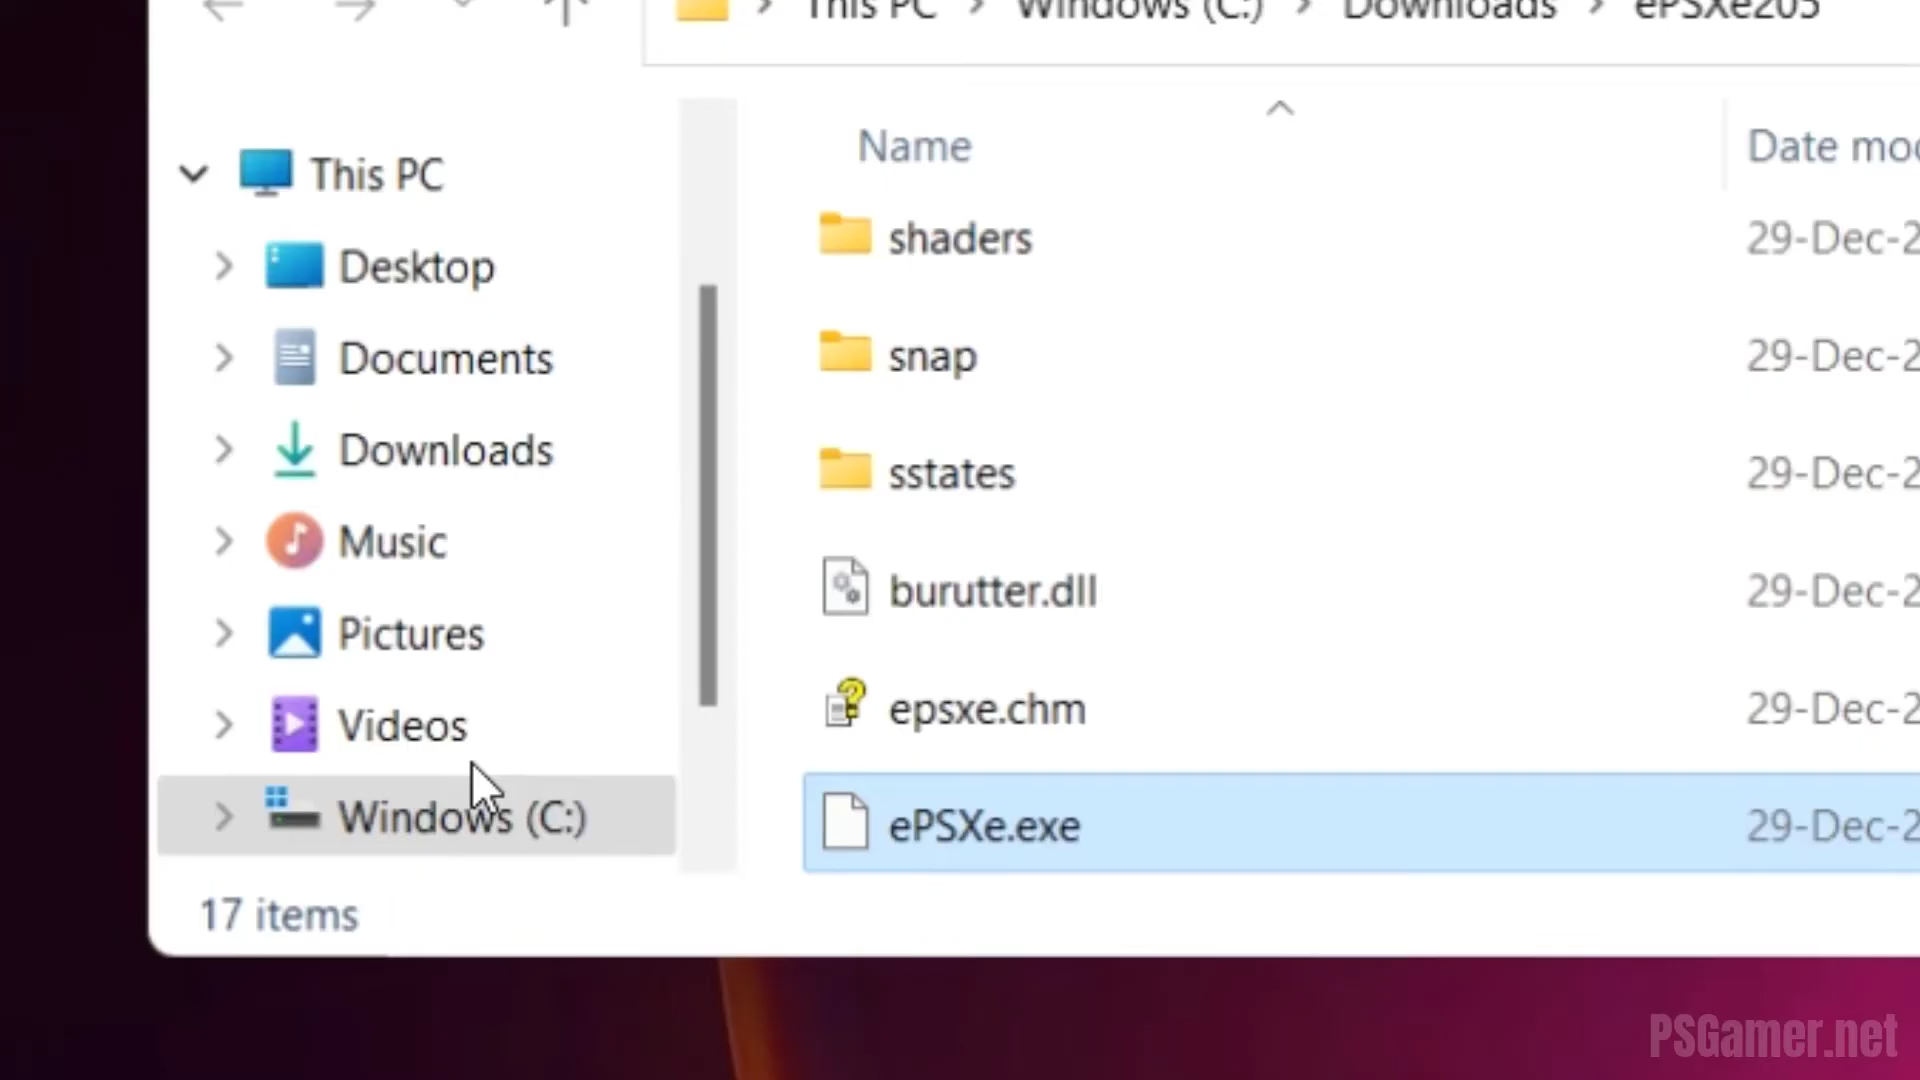 This PC > Windows (C:) > Downloads > ePSXe205
Name
Date mo
This PC
Desktop
Documents
Downloads
Music
Pictures
Videos
Windows (C:)
shaders
29-Dec-2
snap
29-Dec-2
sstates
29-Dec-2
burutter.dll
29-Dec-2
epsxe.chm
29-Dec-2
ePSXe.exe
29-Dec-2
17 items
PSGamer.net